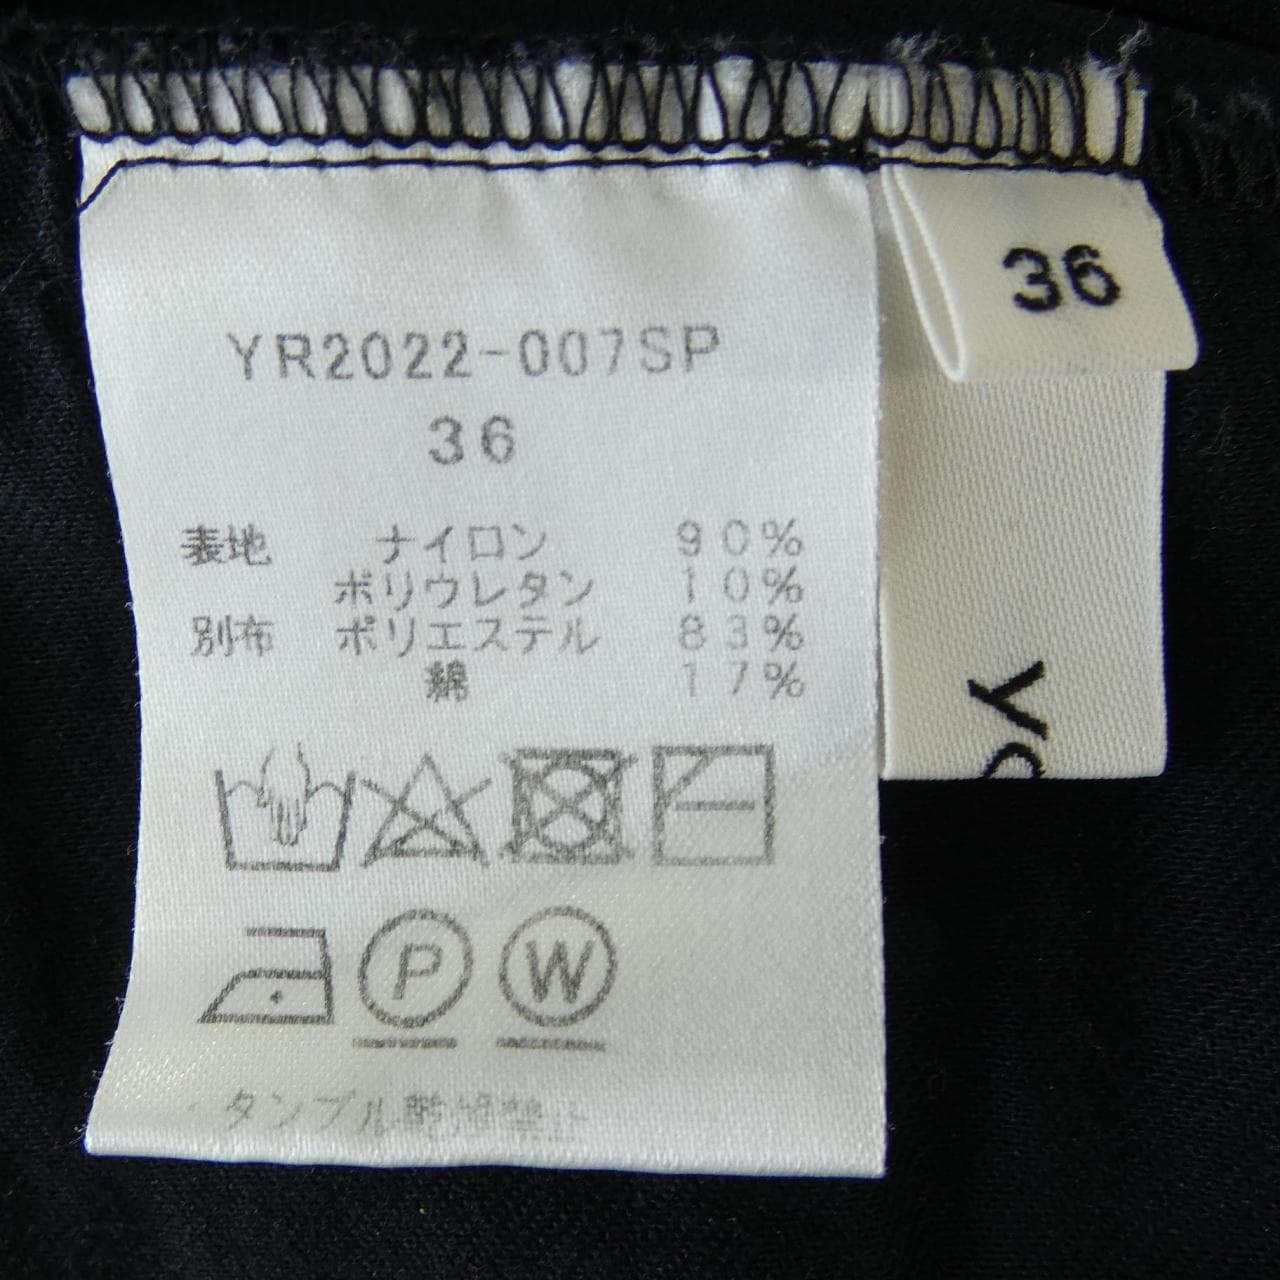 YR2022-007SP
36
表地 ナイロン 90%
ポリウレタン 10%
別布 ポリエステル 83%
綿 17%
P W
タンブル乾燥禁止
36